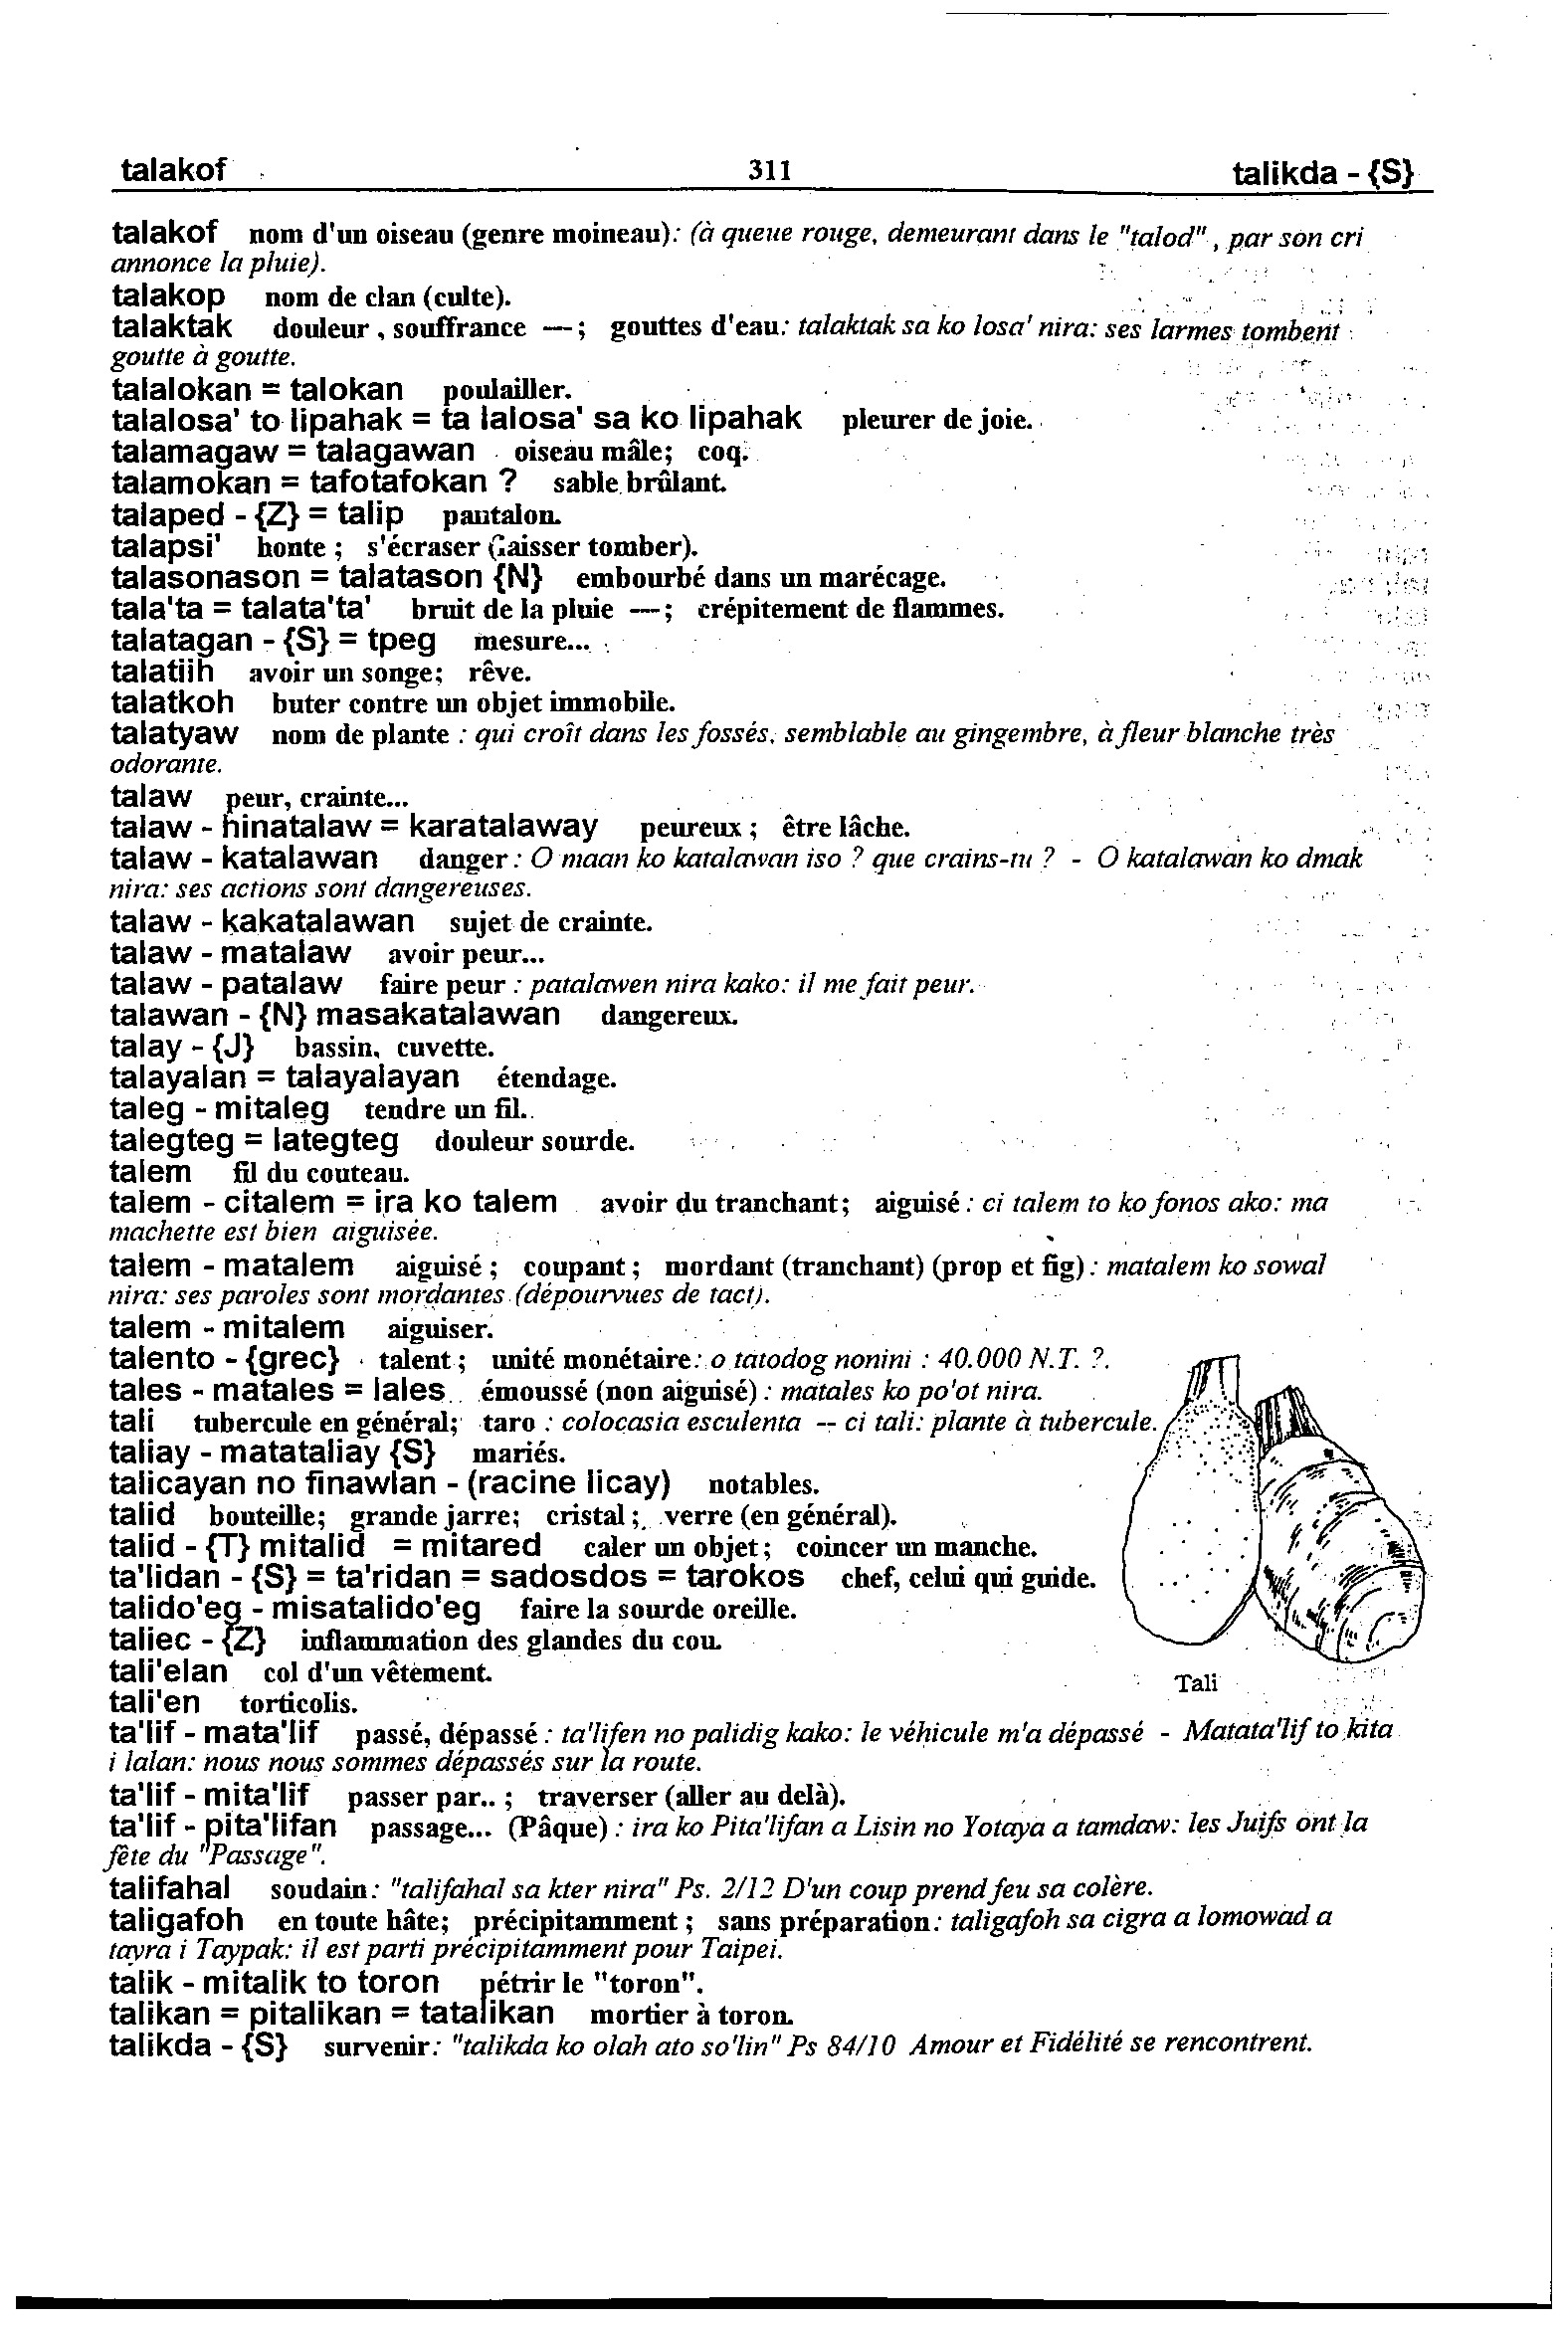 talakof 311 talikda - {S}
talakof nom d'un oiseau (genre moineau): (à queue rouge, demeurant dans le "talod", par son cri
annonce la pluie).
talakop nom de clan (culte).
talaktak douleur, souffrance —; gouttes d'eau: talaktak sa ko losa' nira: ses larmes tombent
goutte à goutte.
talalokan = talokan poulailler.
talalosa' to lipahak = ta lalosa' sa ko lipahak pleurer de joie.
talamagaw = talagawan oiseau mâle; coq.
talamokan = tafotafokan ? sable brûlant.
talaped - {Z} = talip pantalon.
talapsi' honte ; s'écraser (laisser tomber).
talasonason = talatason {N} embourbé dans un marécage.
tala'ta = talata'ta' bruit de la pluie —; crépitement de flammes.
talatagan - {S} = tpeg mesure...
talatiih avoir un songe; rêve.
talatkoh buter contre un objet immobile.
talatyaw nom de plante : qui croît dans les fossés, semblable au gingembre, à fleur blanche très
odorante.
talaw peur, crainte...
talaw - hinatalaw = karatalaway peureux ; être lâche.
talaw - katalawan danger : O maan ko katalawan iso ? que crains-tu ? - O katalawan ko dmak
nira: ses actions sont dangereuses.
talaw - kakatalawan sujet de crainte.
talaw - matalaw avoir peur...
talaw - patalaw faire peur : patalawen nira kako: il me fait peur.
talawan - {N} masakatalawan dangereux.
talay - {J} bassin, cuvette.
talayalan = talayalayan étendage.
taleg - mitaleg tendre un fil.
talegteg = lategteg douleur sourde.
talem fil du couteau.
talem - citalem = ira ko talem avoir du tranchant; aiguisé : ci talem to ko fonos ako: ma
machette est bien aiguisée.
talem - matalem aiguisé ; coupant ; mordant (tranchant) (prop et fig) : matalem ko sowal
nira: ses paroles sont mordantes (dépourvues de tact).
talem - mitalem aiguiser.
talento - {grec} talent ; unité monétaire: o tatodog nonini : 40.000 N.T. ?.
tales - matales = lales émoussé (non aiguisé) : matales ko po'ot nira.
tali tubercule en général; taro : colocasia esculenta -- ci tali: plante à tubercule.
taliay - matataliay {S} mariés.
talicayan no finawlan - (racine licay) notables.
talid bouteille; grande jarre; cristal ; verre (en général).
talid - {T} mitalid = mitared caler un objet ; coincer un manche.
ta'lidan - {S} = ta'ridan = sadosdos = tarokos chef, celui qui guide.
talido'eg - misatalido'eg faire la sourde oreille.
taliec - {Z} inflammation des glandes du cou.
tali'elan col d'un vêtement.
Tali
tali'en torticolis.
ta'lif - mata'lif passé, dépassé : ta'lifen no palidig kako: le véhicule m'a dépassé - Matata'lif to kita
i lalan: nous nous sommes dépassés sur la route.
ta'lif - mita'lif passer par.. ; traverser (aller au delà).
ta'lif - pita'lifan passage... (Pâque) : ira ko Pita'lifan a Lisin no Yotaya a tamdaw: les Juifs ont la
fête du "Passage".
talifahal soudain: "talifahal sa kter nira" Ps. 2/12 D'un coup prend feu sa colère.
taligafoh en toute hâte; précipitamment ; sans préparation: taligafoh sa cigra a lomowad a
tayra i Taypak: il est parti précipitamment pour Taipei.
talik - mitalik to toron pétrir le "toron".
talikan = pitalikan = tatalikan mortier à toron.
talikda - {S} survenir: "talikda ko olah ato so'lin" Ps 84/10 Amour et Fidélité se rencontrent.